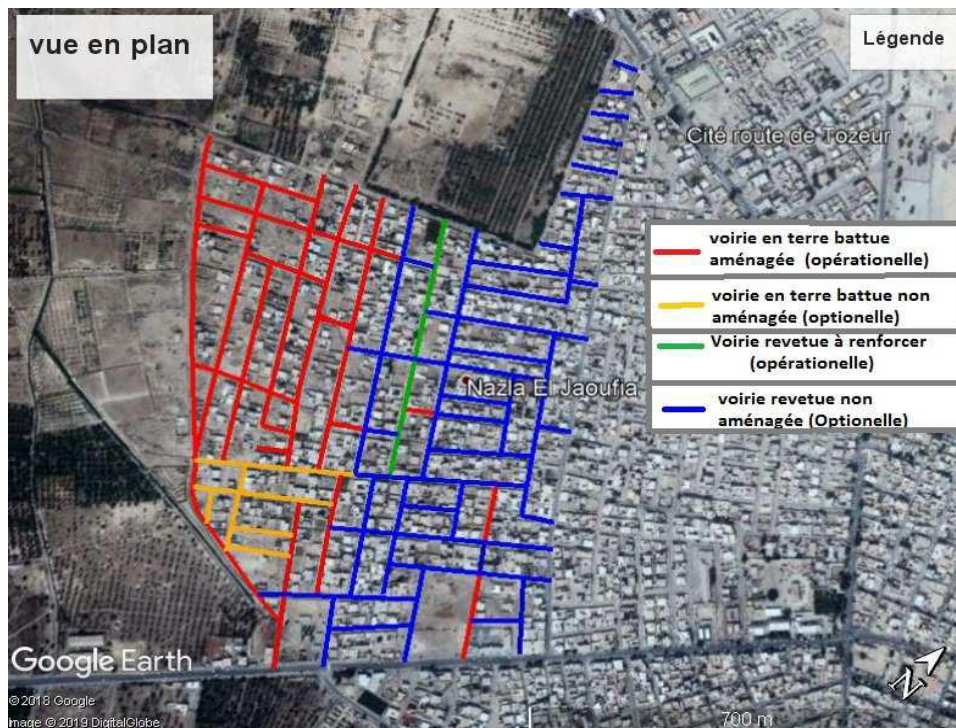 vue en plan
Légende
Cité route de Tozeur
voirie en terre battue
aménagée (opérationelle)
voirie en terre battue non
aménagée (optionelle)
Voirie revetue à renforcer
(opérationelle)
voirie revetue non
aménagée (Optionelle)
Nazla El Jaoufia
Google Earth
N
© 2018 Google
Image © 2019 DigitalGlobe
700 m